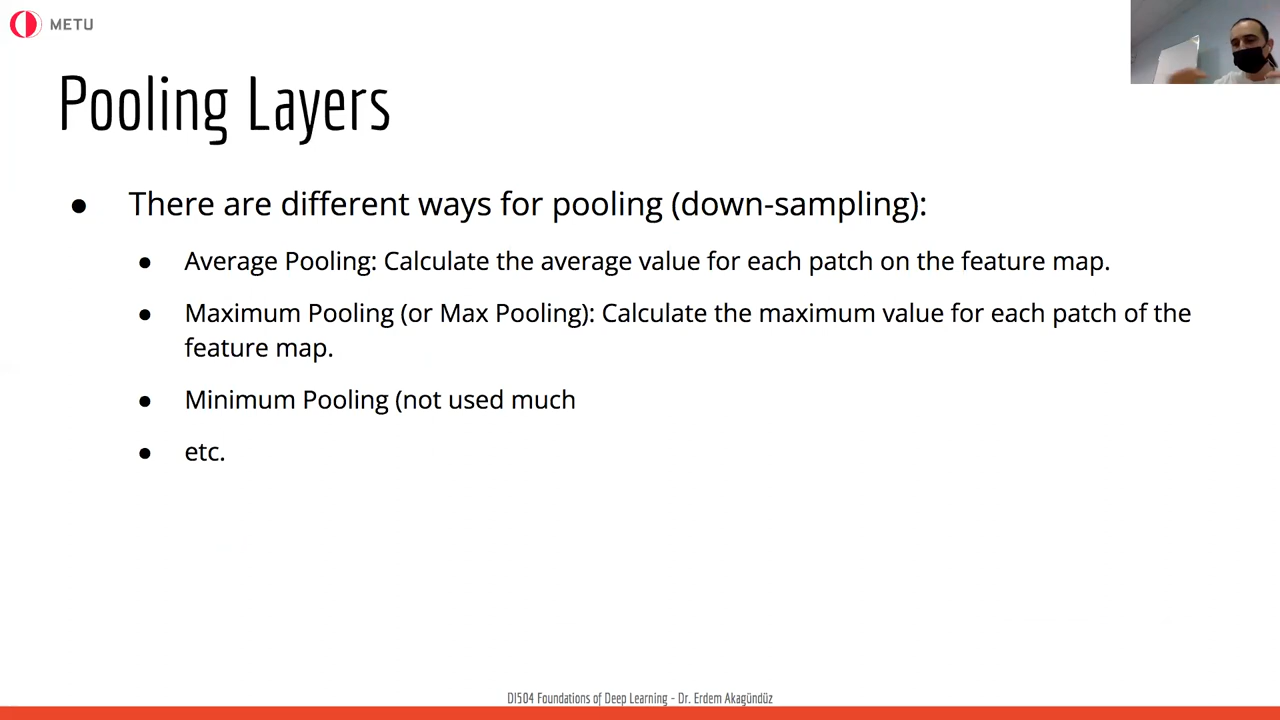 METU
Pooling Layers
● There are different ways for pooling (down-sampling):
● Average Pooling: Calculate the average value for each patch on the feature map.
● Maximum Pooling (or Max Pooling): Calculate the maximum value for each patch of the
feature map.
● Minimum Pooling (not used much
● etc.
DI504 Foundations of Deep Learning - Dr. Erdem Akagündüz